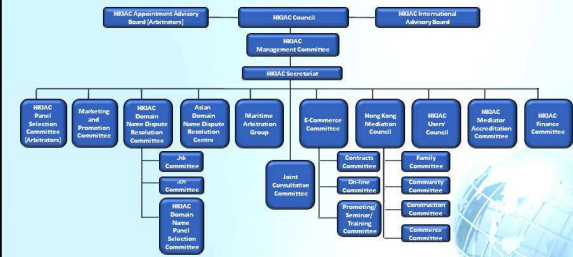 HKIAC Appointment Advisory
Board [Arbitrators]
HKIAC Council
HKIAC International
Advisory Board
HKIAC
Management Committee
HKIAC Secretariat
HKIAC
Panel
Selection
Committee
[Arbitrators]
Marketing
and
Promotion
Committee
HKIAC
Domain
Name Dispute
Resolution
Committee
Asian
Domain
Name Dispute
Resolution
Centre
Maritime
Arbitration
Group
E-Commerce
Committee
Hong Kong
Mediation
Council
HKIAC
Users'
Council
HKIAC
Mediator
Accreditation
Committee
HKIAC
Finance
Committee
.hk
Committee
.cn
Committee
HKIAC
Domain
Name
Panel
Selection
Committee
Joint
Consultative
Committee
Contracts
Committee
On-line
Committee
Promoting/
Seminar/
Training
Committee
Family
Committee
Community
Committee
Construction
Committee
Commerce
Committee